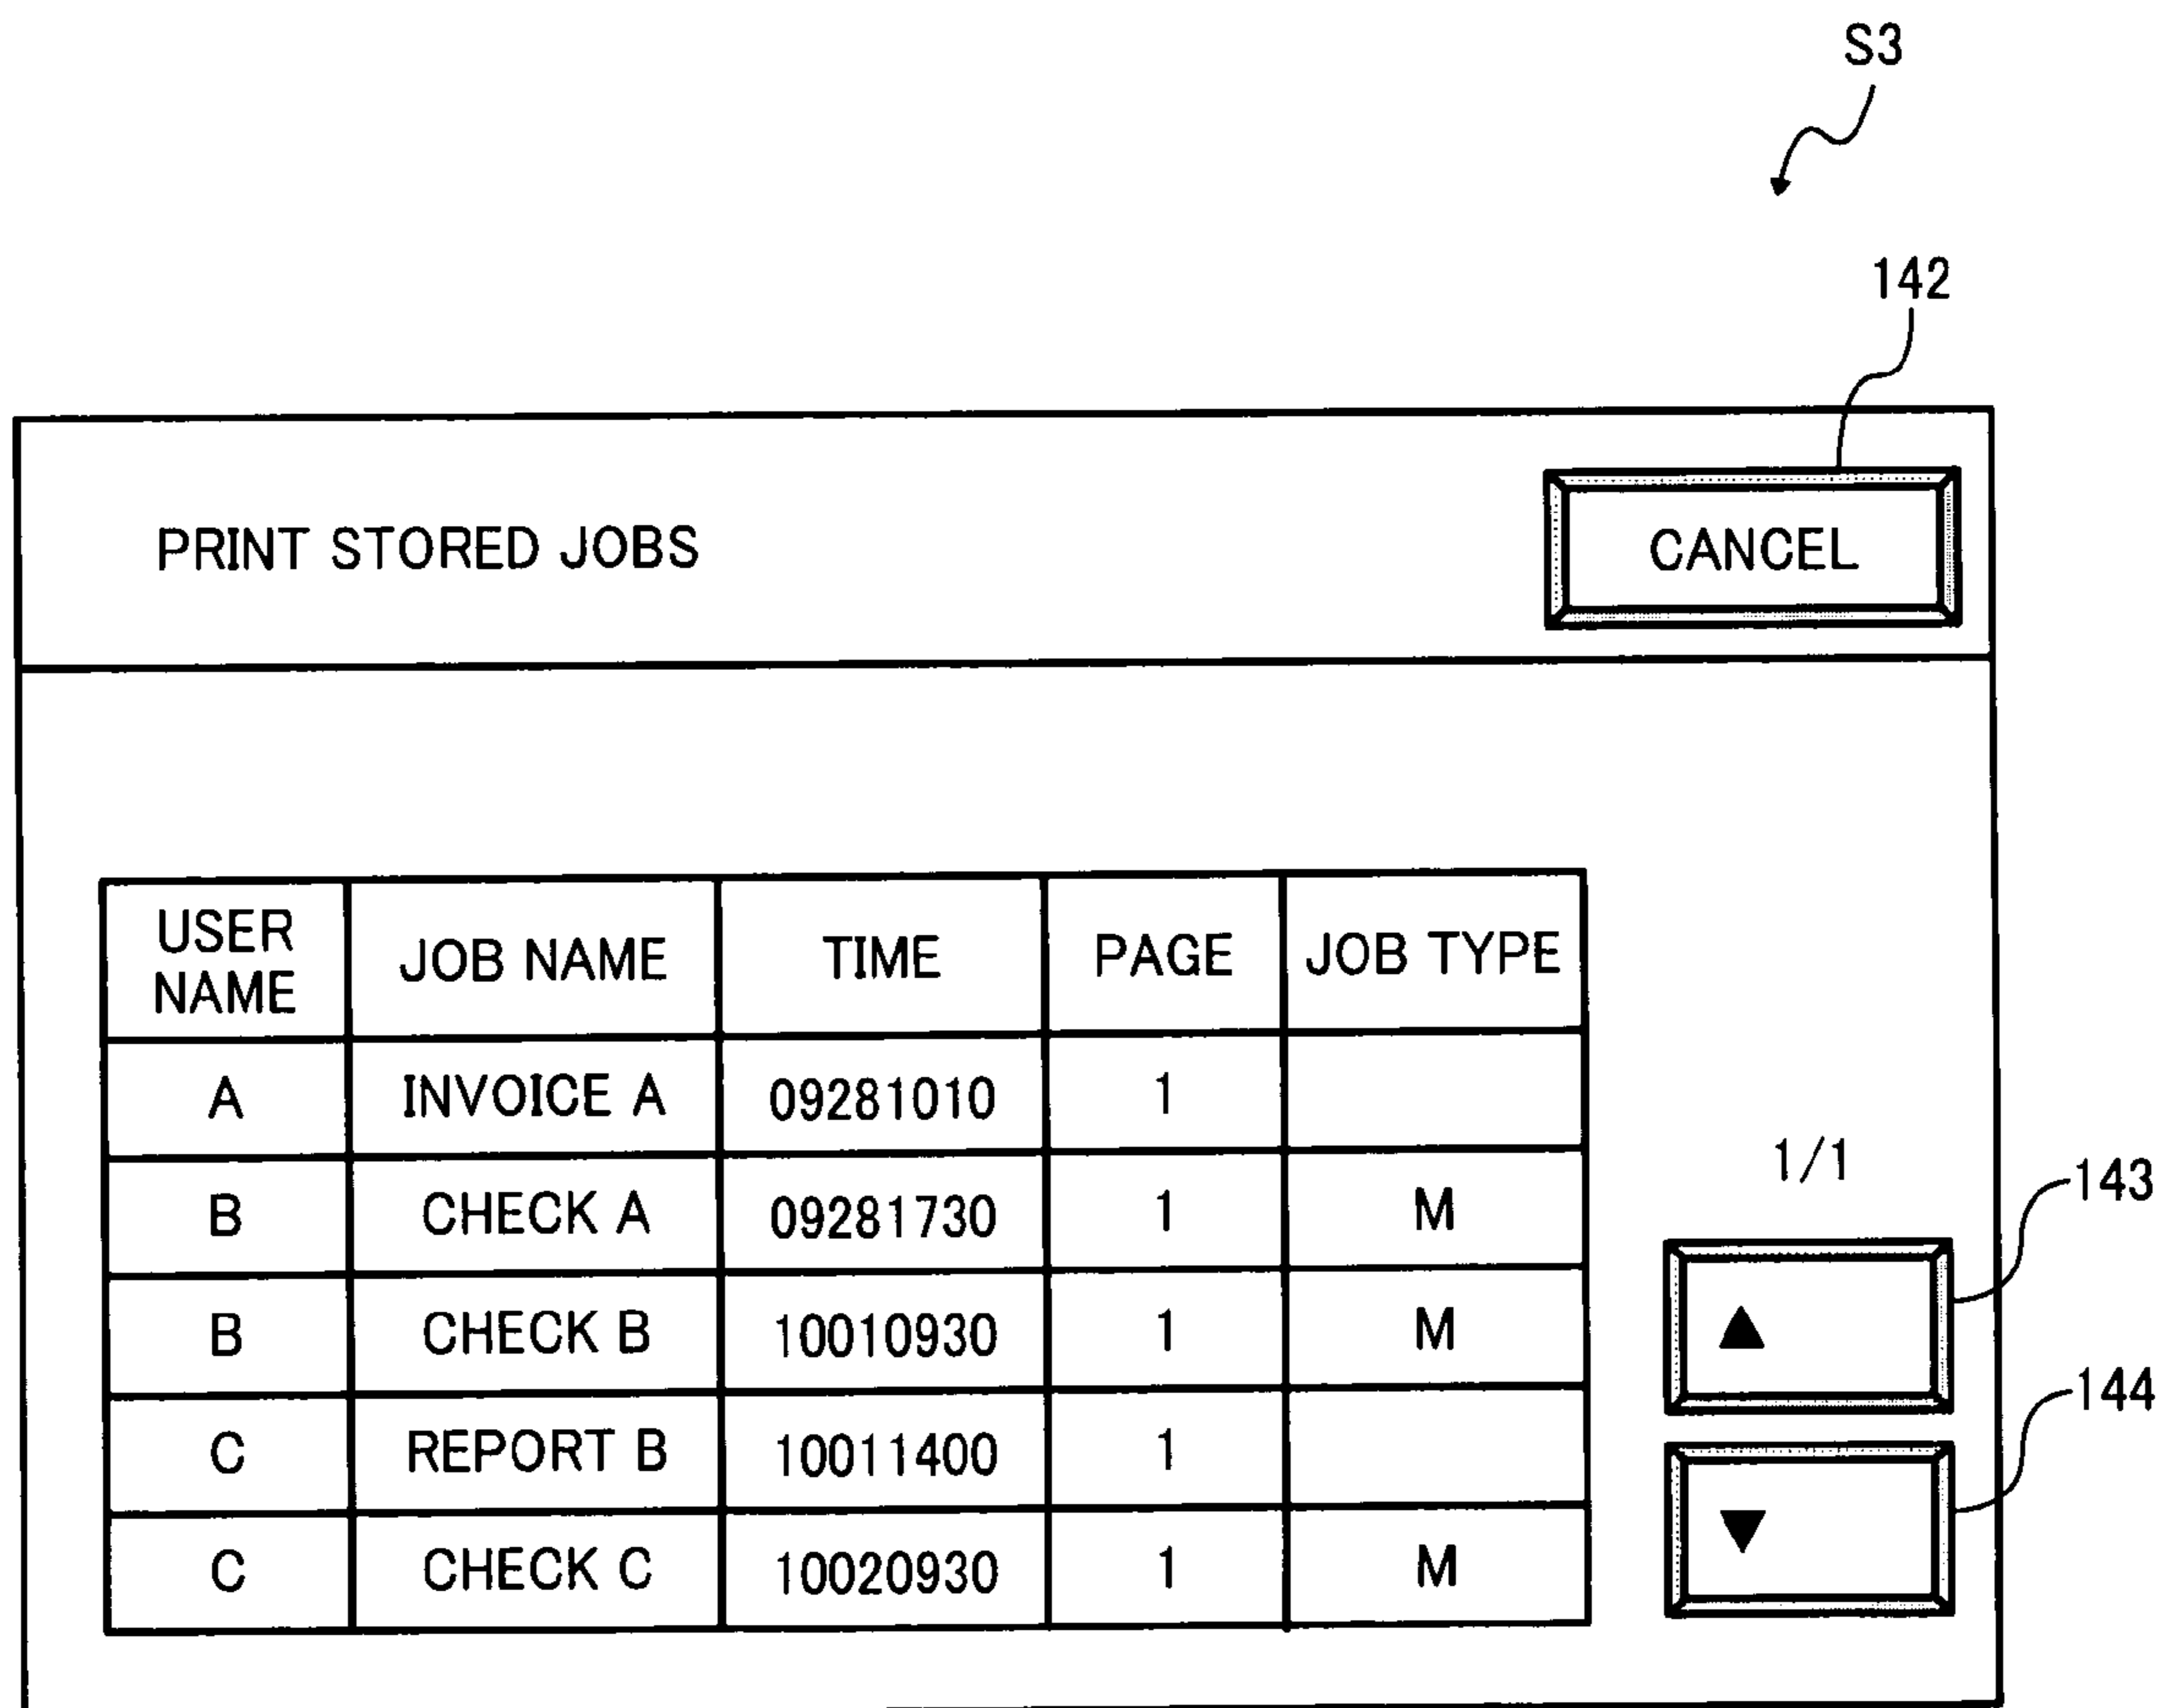 S3
142
PRINT STORED JOBS
CANCEL
USER NAME JOB NAME TIME PAGE JOB TYPE
A INVOICE A 09281010 1
B CHECK A 09281730 1 M
B CHECK B 10010930 1 M
C REPORT B 10011400 1
C CHECK C 10020930 1 M
1/1
143
▲
144
▼